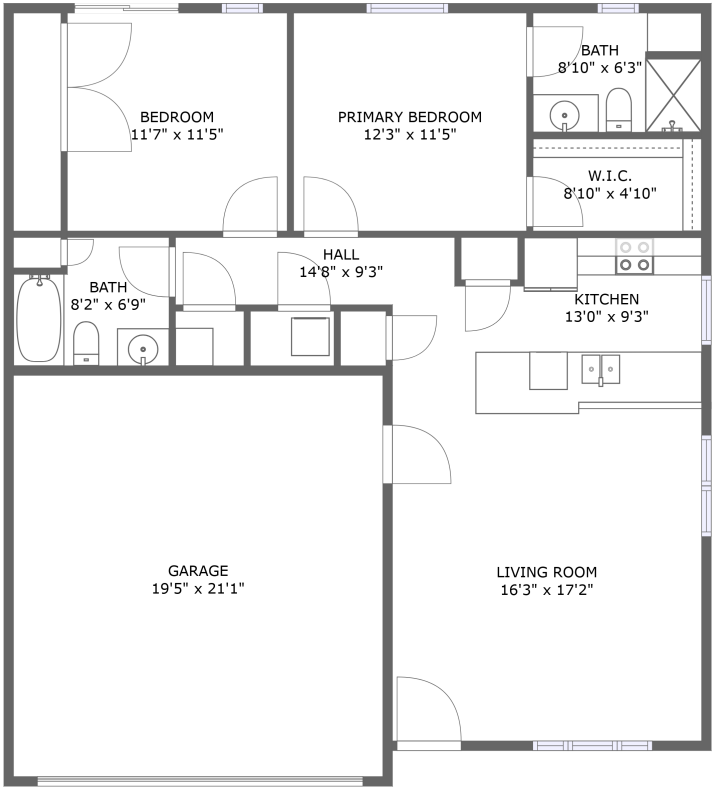 BATH
8'10" x 6'3"
BEDROOM
11'7" x 11'5"
PRIMARY BEDROOM
12'3" x 11'5"
W.I.C.
8'10" x 4'10"
HALL
14'8" x 9'3"
BATH
8'2" x 6'9"
KITCHEN
13'0" x 9'3"
GARAGE
19'5" x 21'1"
LIVING ROOM
16'3" x 17'2"